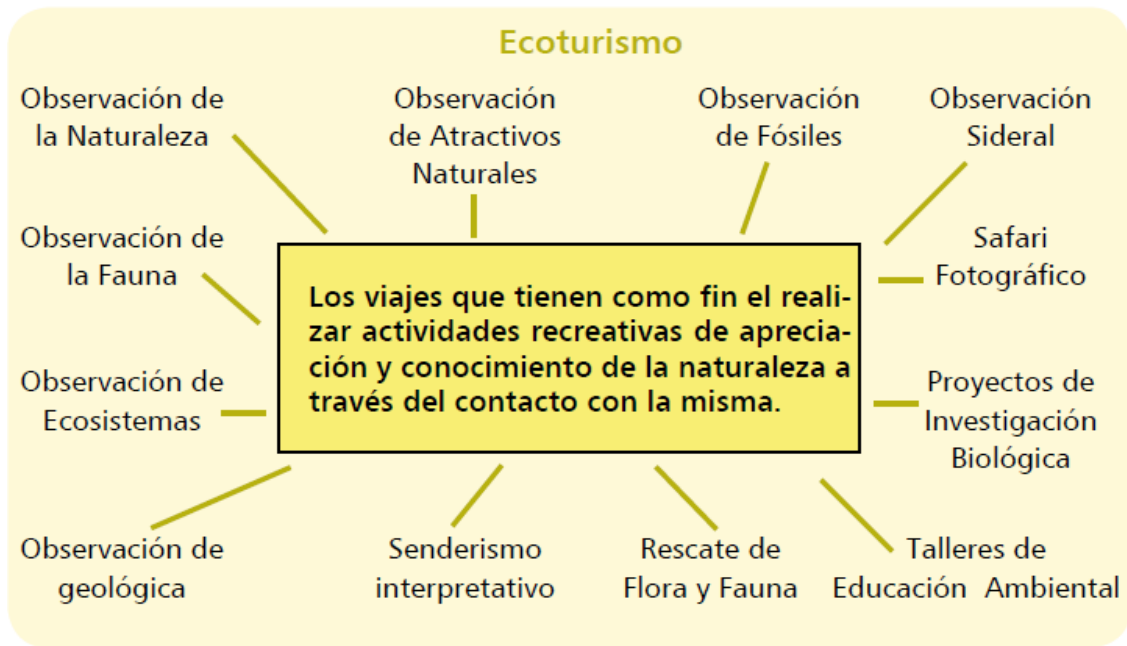 Ecoturismo
Observación de
la Naturaleza
Observación
de Atractivos
Naturales
Observación
de Fósiles
Observación
Sideral
Observación de
la Fauna
Safari
Fotográfico
Los viajes que tienen como fin el reali-
zar actividades recreativas de aprecia-
ción y conocimiento de la naturaleza a
través del contacto con la misma.
Observación de
Ecosistemas
Proyectos de
Investigación
Biológica
Observación de
geológica
Senderismo
interpretativo
Rescate de
Flora y Fauna
Talleres de
Educación Ambiental